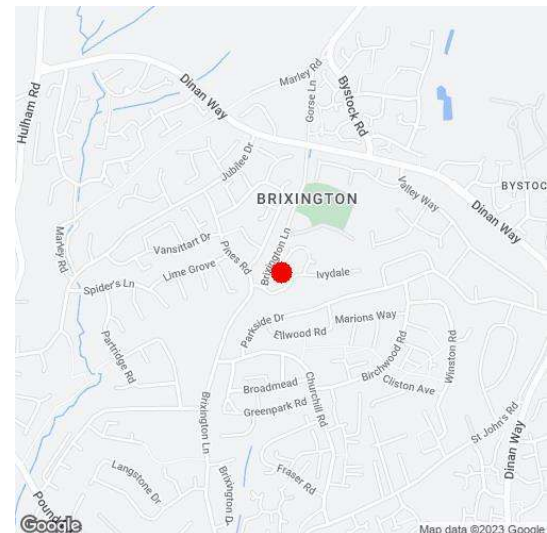 Marley Rd
Gorse Ln
Bystock Rd
Hulham Rd
Dinan Way
Jubilee Dr
BRIXINGTON
Valley Way
BYSTOC
Dinan Way
Marley Rd
Vansittart Dr
Pines Rd
Brixington Ln
Lime Grove
Ivydale
Spider's Ln
Parkside Dr
Marions Way
Ellwood Rd
Partridge Rd
Birchwood Rd
Winston Rd
Broadmead
Cliston Ave
Churchill Rd
Greenpark Rd
Brixington Ln
St John's Rd
Dinan Way
Langstone Dr
Brixington D
Fraser Rd
Pound
Google
Map data ©2023 Google